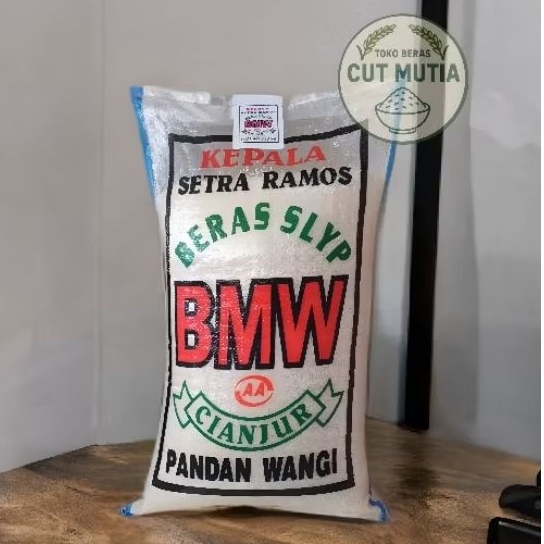 TOKO BERAS
CUT MUTIA
KEPALA
SETRA RAMOS
BERAS SLYP
BMW
AA
CIANJUR
PANDAN WANGI